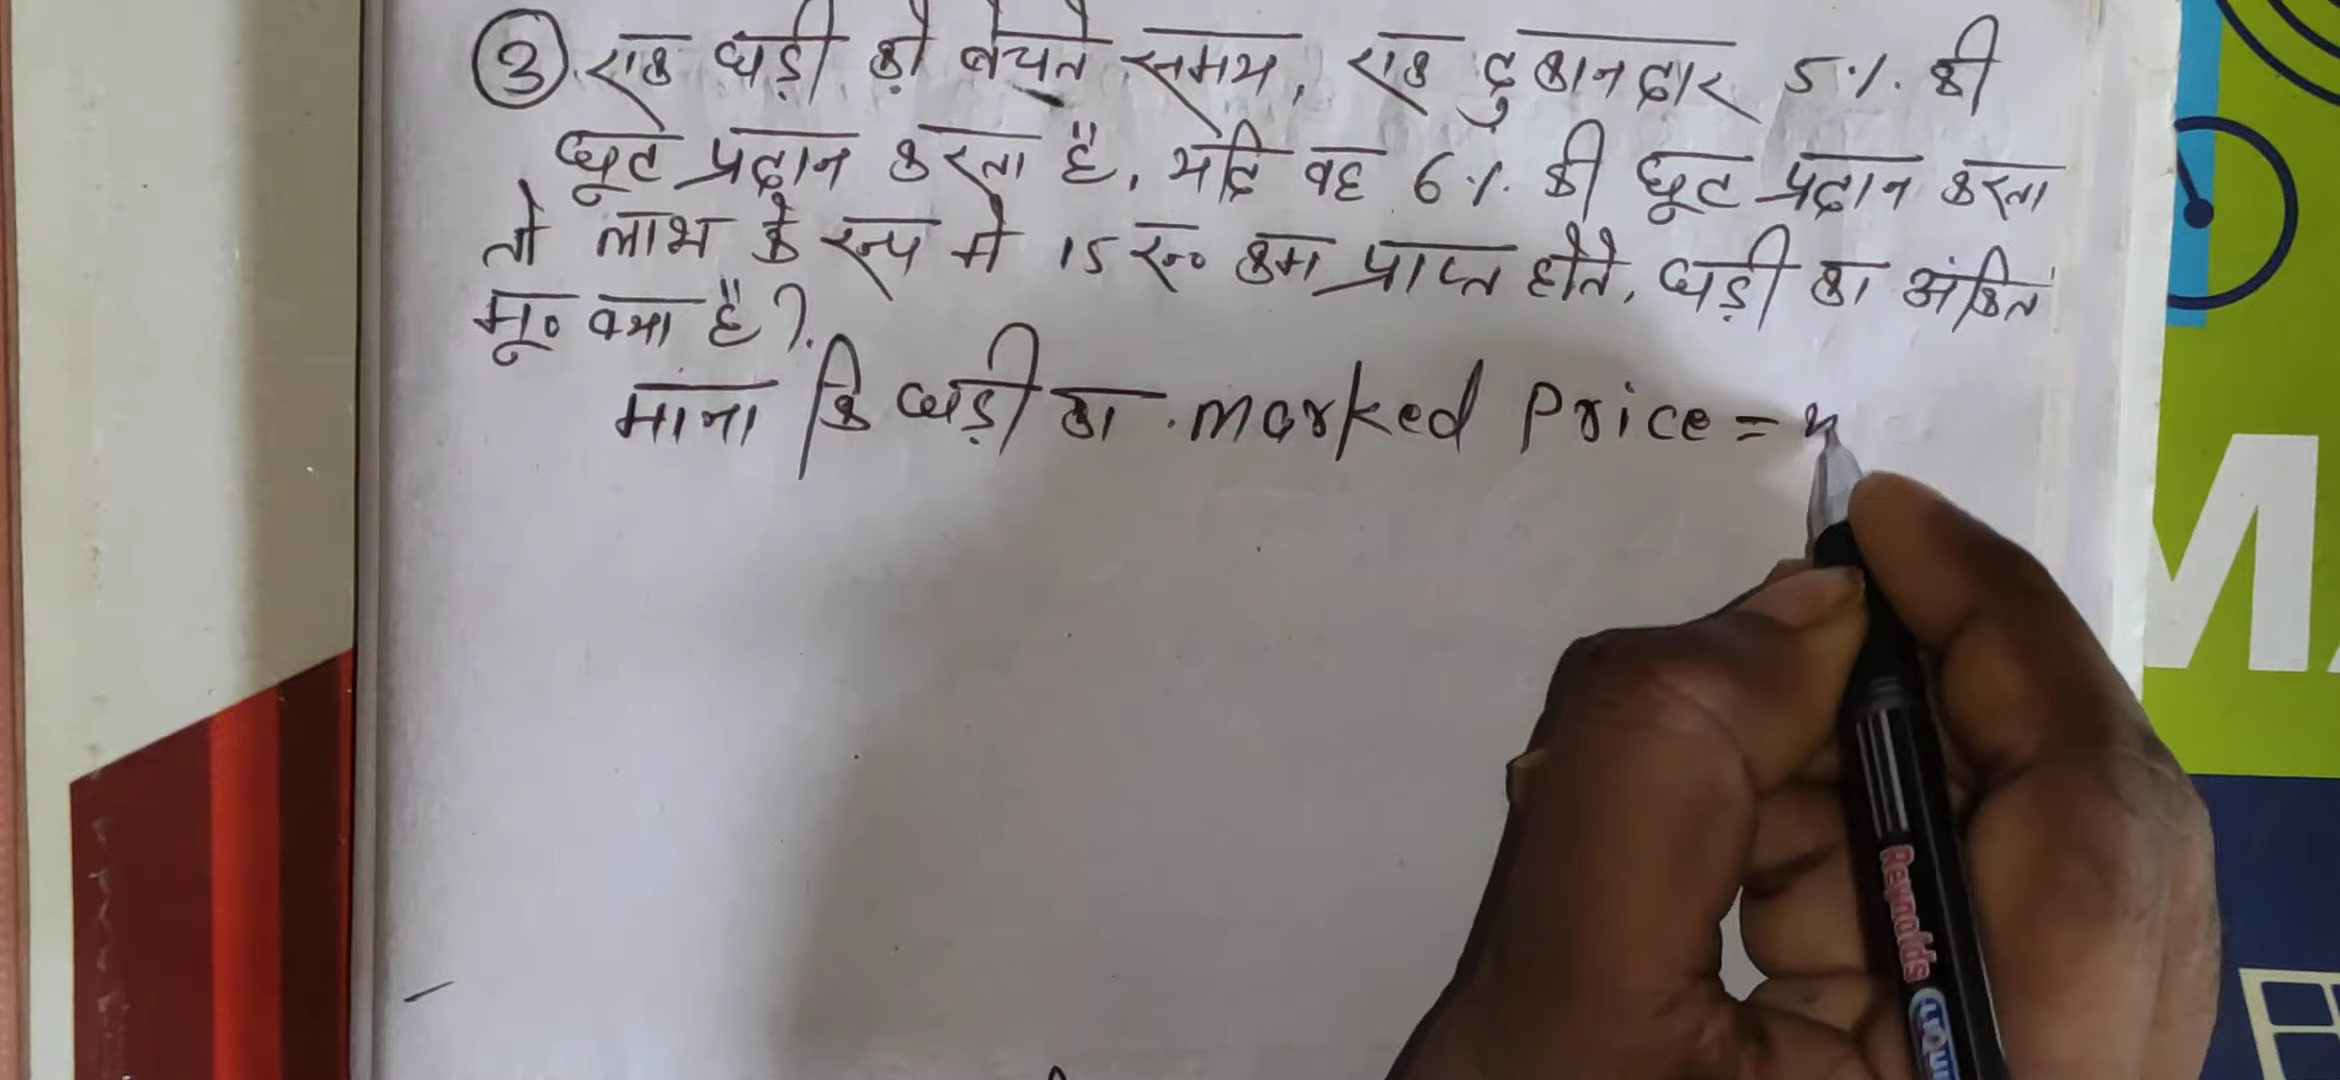 ③. एक घड़ी को बेचते समय, एक दुकानदार 5%. की
छूट प्रदान करता है, यदि वह 6%. की छूट प्रदान करता
तो लाभ के रूप में 15 रू० कम प्राप्त होते, घड़ी का अंकित
मू० क्या है?.
माना कि घड़ी का marked Price = x
Reynolds
M